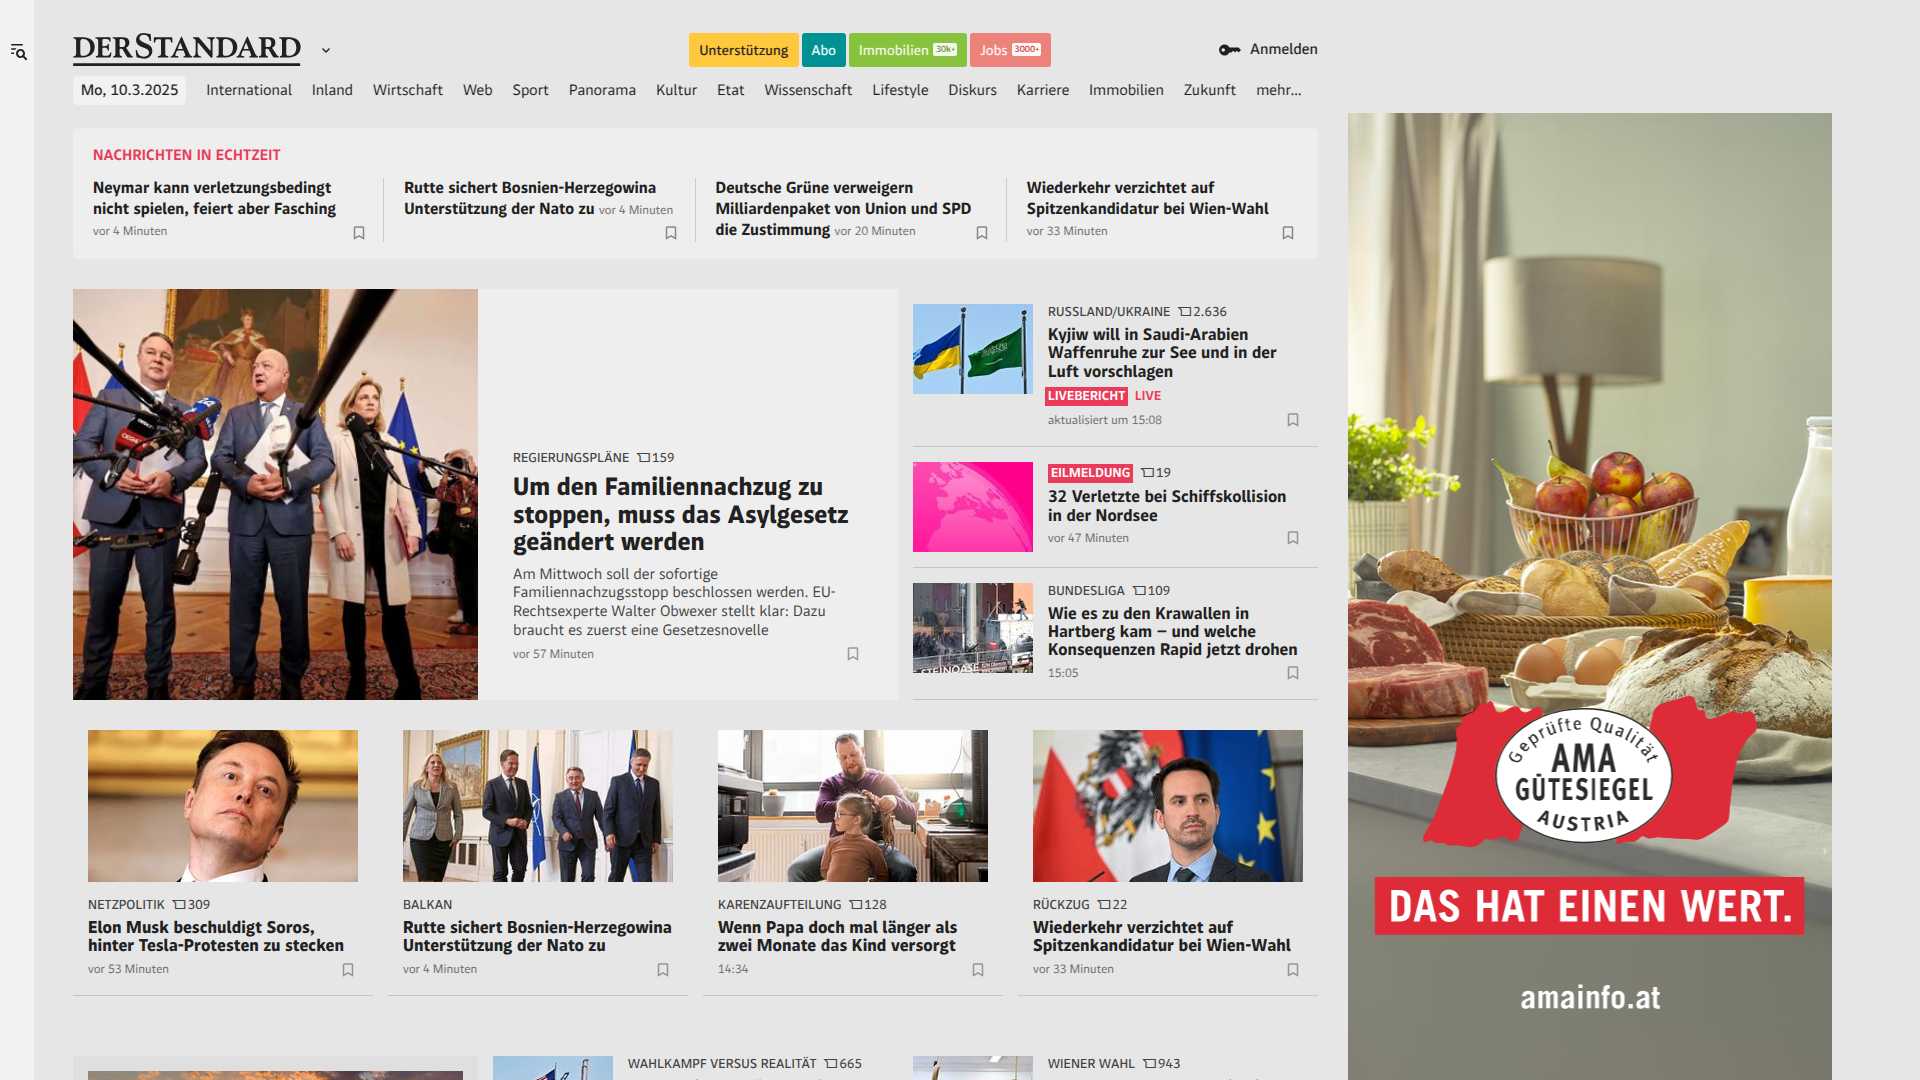 DERSTANDARD
Unterstützung
Abo
Immobilien 30k+
Jobs 3000+
Anmelden
Mo, 10.3.2025
International
Inland
Wirtschaft
Web
Sport
Panorama
Kultur
Etat
Wissenschaft
Lifestyle
Diskurs
Karriere
Immobilien
Zukunft
mehr...
NACHRICHTEN IN ECHTZEIT
Neymar kann verletzungsbedingt
nicht spielen, feiert aber Fasching
vor 4 Minuten
Rutte sichert Bosnien-Herzegowina
Unterstützung der Nato zu vor 4 Minuten
Deutsche Grüne verweigern
Milliardenpaket von Union und SPD
die Zustimmung vor 20 Minuten
Wiederkehr verzichtet auf
Spitzenkandidatur bei Wien-Wahl
vor 33 Minuten
REGIERUNGSPLÄNE 159
Um den Familiennachzug zu
stoppen, muss das Asylgesetz
geändert werden
Am Mittwoch soll der sofortige
Familiennachzugsstopp beschlossen werden. EU-
Rechtsexperte Walter Obwexer stellt klar: Dazu
braucht es zuerst eine Gesetzesnovelle
vor 57 Minuten
RUSSLAND/UKRAINE 2.636
Kyjiw will in Saudi-Arabien
Waffenruhe zur See und in der
Luft vorschlagen
LIVEBERICHT LIVE
aktualisiert um 15:08
EILMELDUNG 19
32 Verletzte bei Schiffskollision
in der Nordsee
vor 47 Minuten
BUNDESLIGA 109
Wie es zu den Krawallen in
Hartberg kam – und welche
Konsequenzen Rapid jetzt drohen
15:05
NETZPOLITIK 309
Elon Musk beschuldigt Soros,
hinter Tesla-Protesten zu stecken
vor 53 Minuten
BALKAN
Rutte sichert Bosnien-Herzegowina
Unterstützung der Nato zu
vor 4 Minuten
KARENZAUFTEILUNG 128
Wenn Papa doch mal länger als
zwei Monate das Kind versorgt
14:34
RÜCKZUG 22
Wiederkehr verzichtet auf
Spitzenkandidatur bei Wien-Wahl
vor 33 Minuten
WAHLKAMPF VERSUS REALITÄT 665
WIENER WAHL 943
Geprüfte Qualität
AMA
GÜTESIEGEL
AUSTRIA
DAS HAT EINEN WERT.
amainfo.at